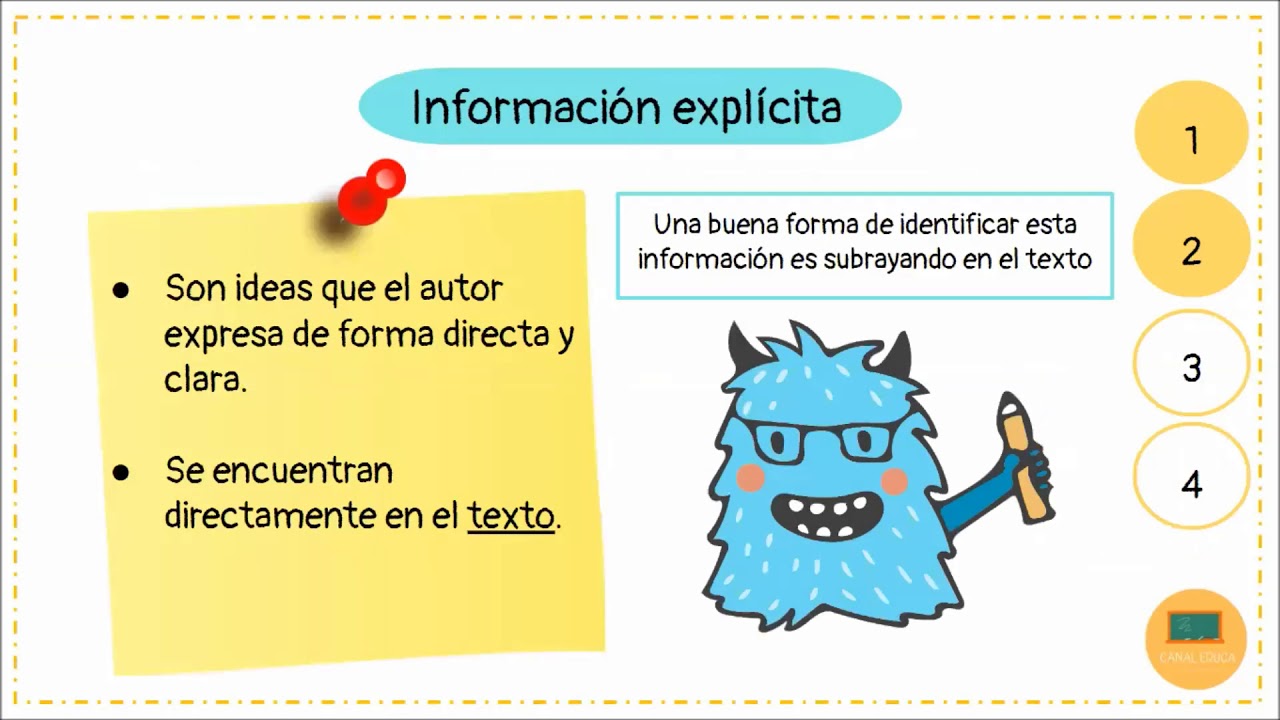 Información explícita
● Son ideas que el autor
expresa de forma directa y
clara.
● Se encuentran
directamente en el texto.
Una buena forma de identificar esta
información es subrayando en el texto
1
2
3
4
CANAL EDUCA